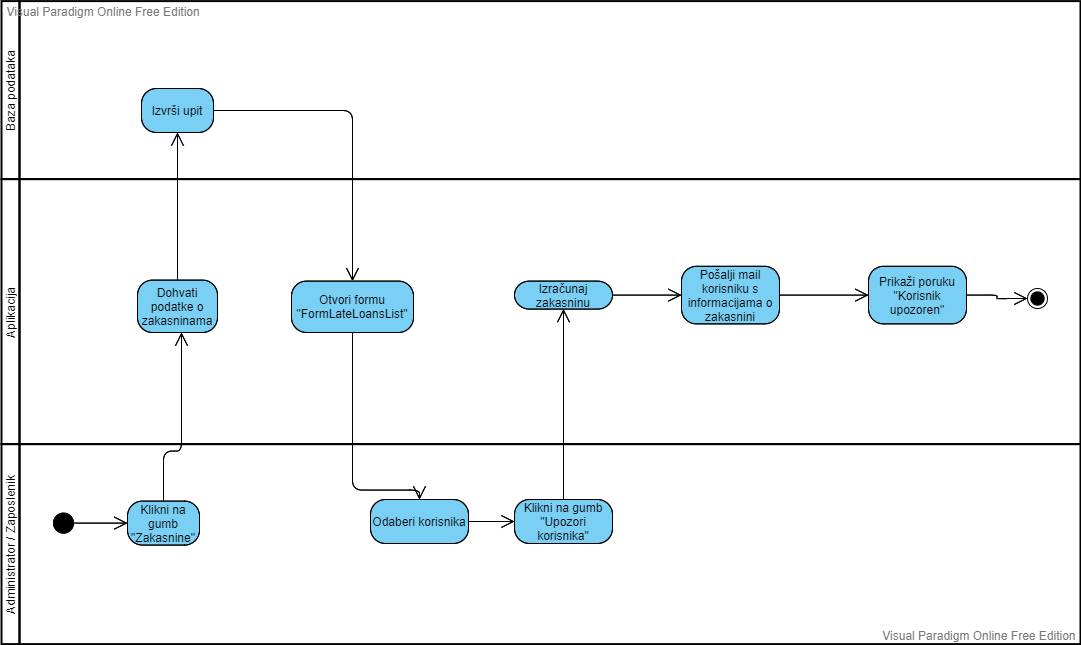 Visual Paradigm Online Free Edition
Baza podataka
Izvrši upit
Aplikacija
Dohvati
podatke o
zakasninama
Otvori formu
"FormLateLoansList"
Izračunaj
zakasninu
Pošalji mail
korisniku s
informacijama o
zakasnini
Prikaži poruku
"Korisnik
upozoren"
Administrator / Zaposlenik
Klikni na
gumb
"Zakasnine"
Odaberi korisnika
Klikni na gumb
"Upozori
korisnika"
Visual Paradigm Online Free Edition